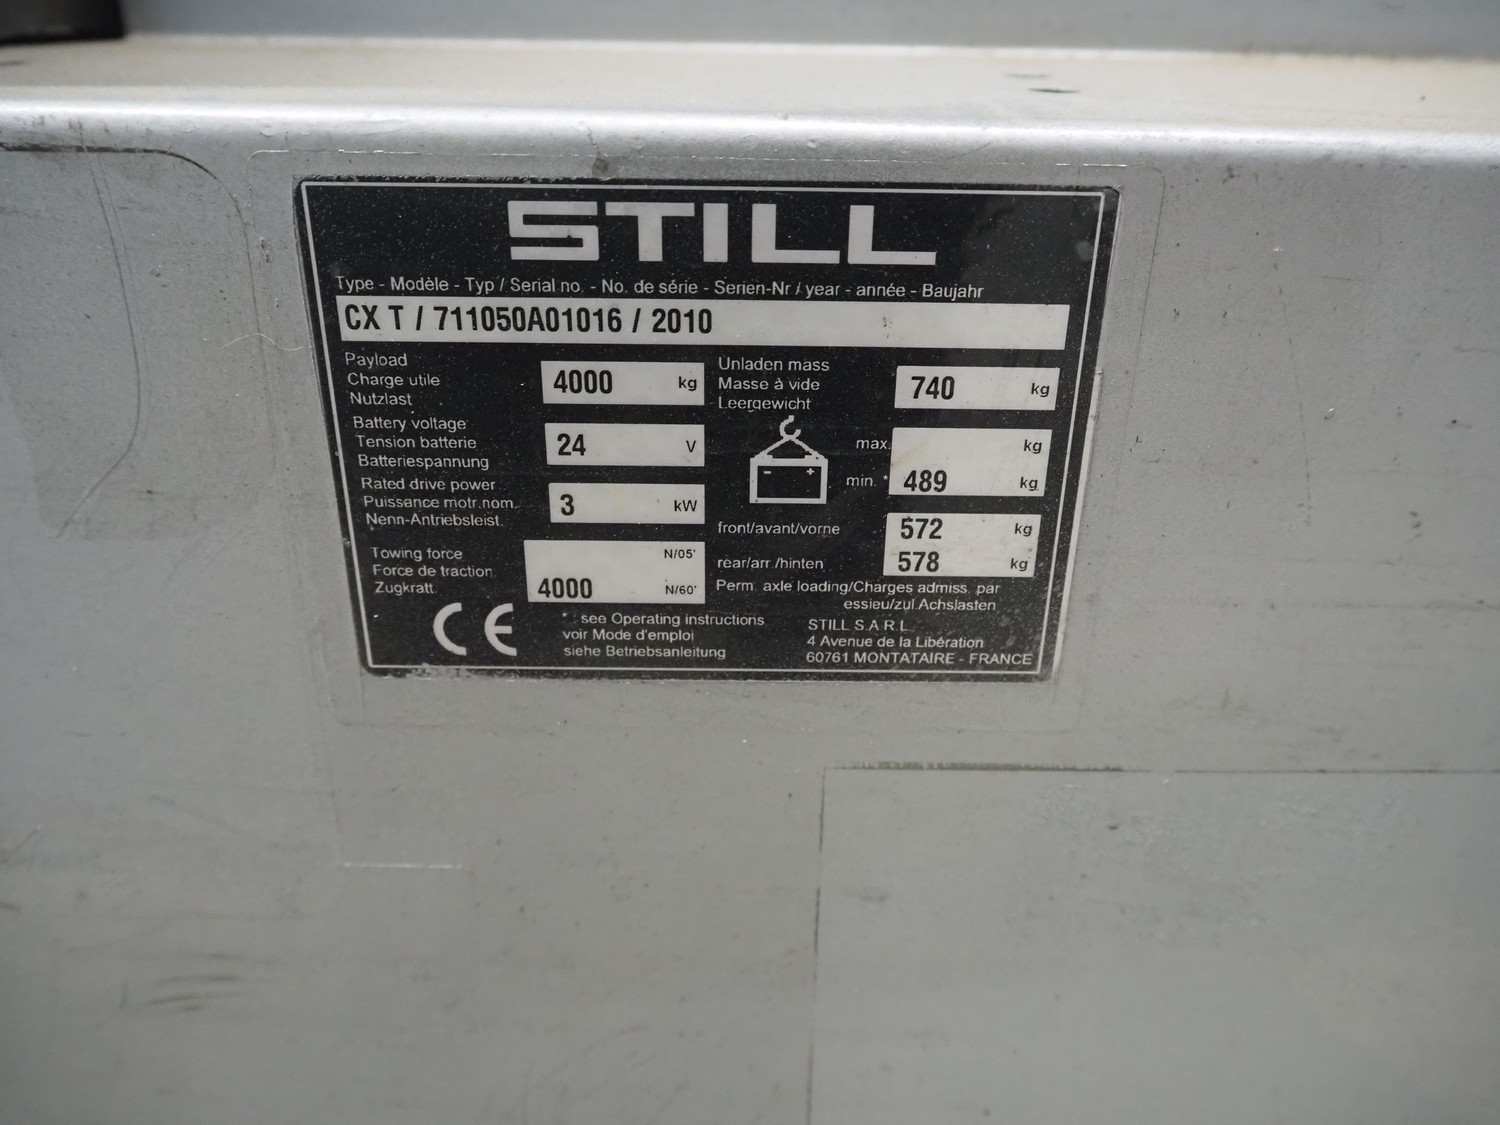 STILL
Type - Modèle - Typ / Serial no. - No. de série - Serien-Nr / year - année - Baujahr
CX T / 711050A01016 / 2010
Payload
Charge utile
Nutzlast
4000 kg
Unladen mass
Masse à vide
Leergewicht
740 kg
Battery voltage
Tension batterie
Batteriespannung
24 V
- +
max. kg
min. * 489 kg
Rated drive power
Puissance motr.nom.
Nenn-Antriebsleist.
3 kW
front/avant/vorne 572 kg
rear/arr./hinten 578 kg
Perm. axle loading/Charges admiss. par
essieu/zul.Achslasten
Towing force
Force de traction
Zugkraft
N/05'
4000 N/60'
CE
* see Operating instructions
voir Mode d'emploi
siehe Betriebsanleitung
STILL S.A R.L.
4 Avenue de la Libération
60761 MONTATAIRE - FRANCE